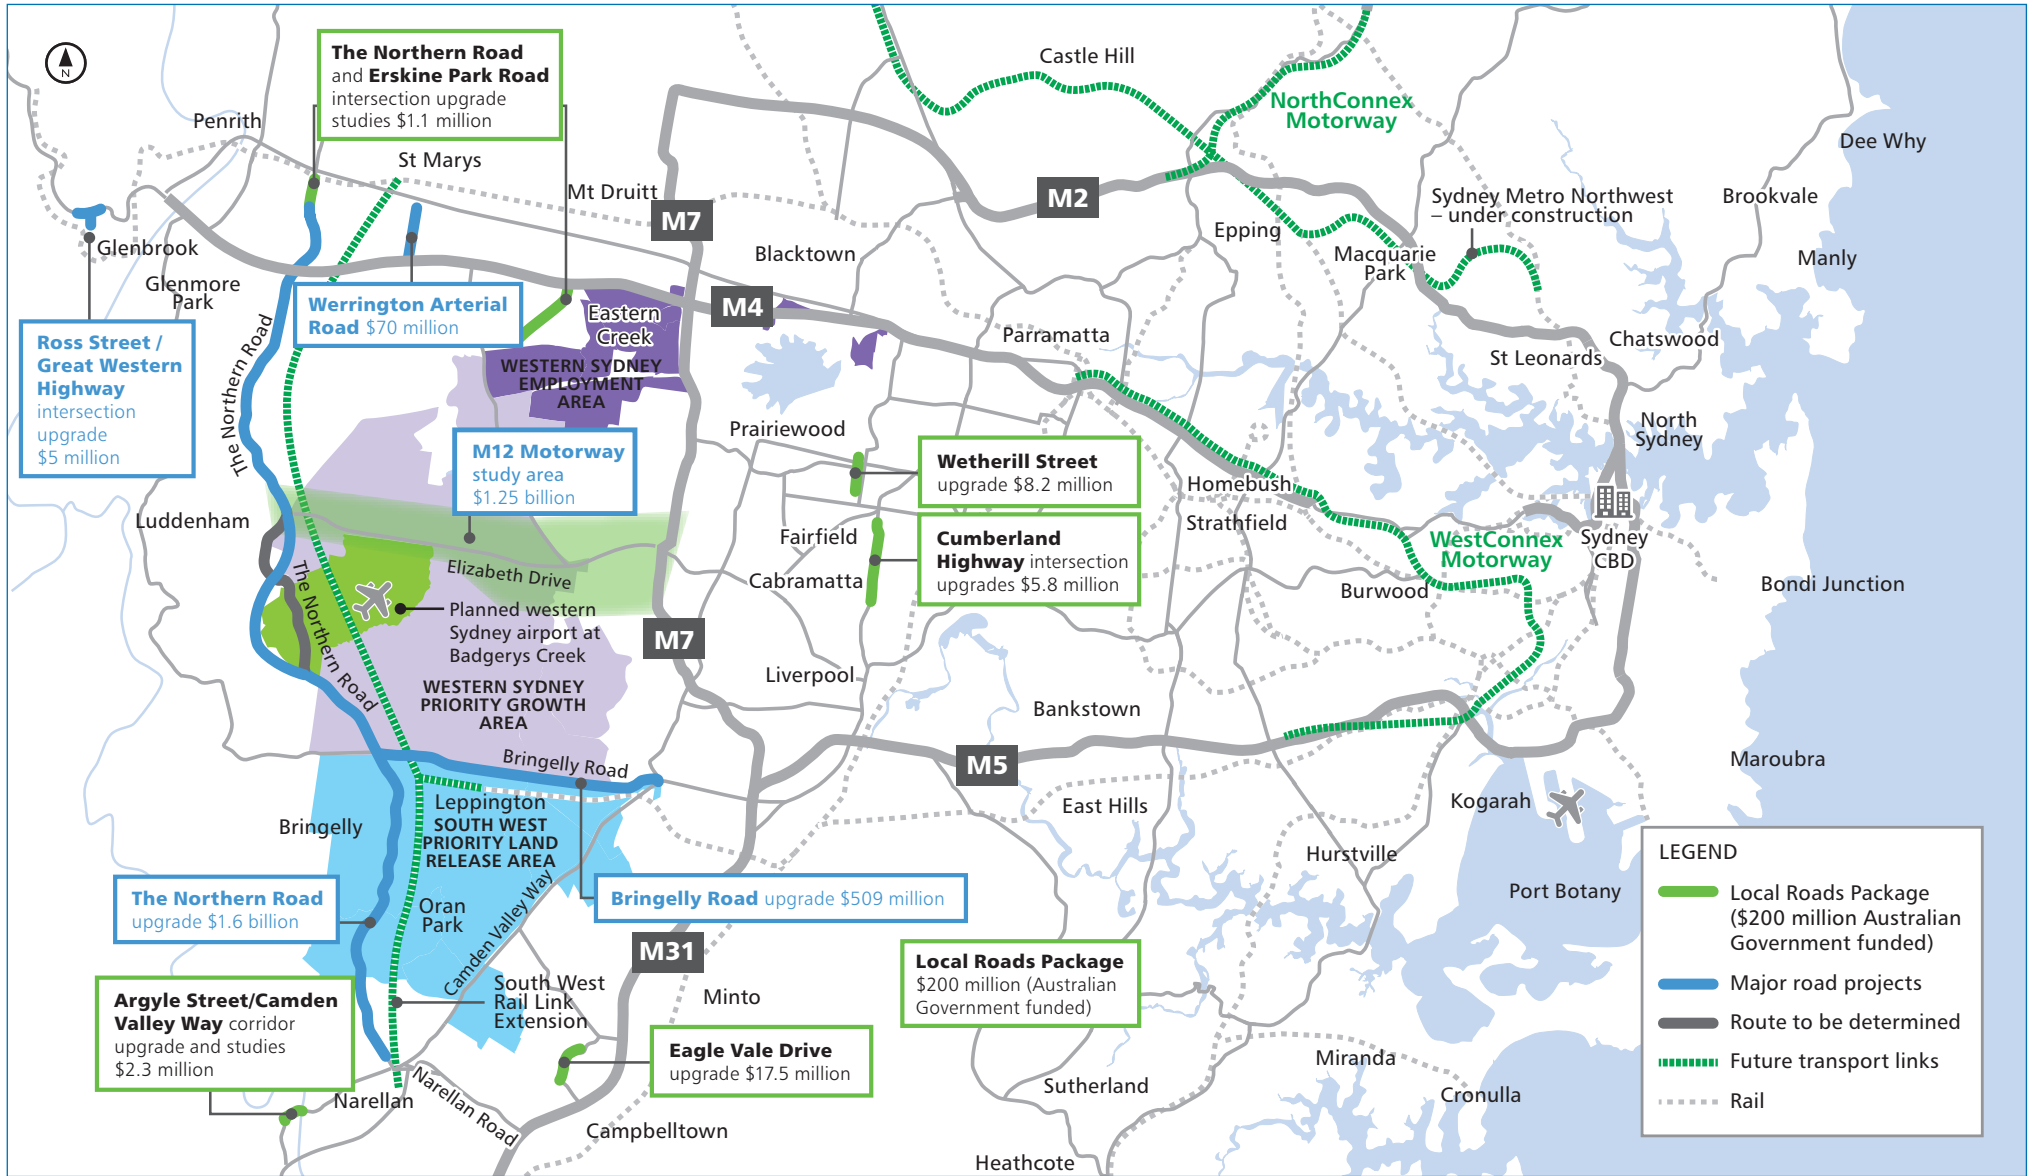 N
The Northern Road
and Erskine Park Road
intersection upgrade
studies $1.1 million
Castle Hill
NorthConnex
Motorway
Penrith
St Marys
Mt Druitt
Dee Why
M2
Sydney Metro Northwest
– under construction
Brookvale
M7
Epping
Glenbrook
Blacktown
Macquarie
Park
Manly
Glenmore
Park
Werrington Arterial
Road $70 million
M4
Eastern
Creek
Ross Street /
Great Western
Highway
intersection
upgrade
$5 million
The Northern Road
Parramatta
Chatswood
St Leonards
WESTERN SYDNEY
EMPLOYMENT
AREA
North
Sydney
Prairiewood
M12 Motorway
study area
$1.25 billion
Wetherill Street
upgrade $8.2 million
Homebush
Strathfield
Luddenham
Fairfield
Cumberland
Highway intersection
upgrades $5.8 million
WestConnex
Motorway
Sydney
CBD
Elizabeth Drive
Cabramatta
Burwood
Bondi Junction
The Northern Road
Planned western
Sydney airport at
Badgerys Creek
M7
Liverpool
WESTERN SYDNEY
PRIORITY GROWTH
AREA
Bankstown
Bringelly Road
M5
Maroubra
Leppington
SOUTH WEST
PRIORITY LAND
RELEASE AREA
East Hills
Kogarah
Bringelly
Hurstville
Port Botany
The Northern Road
upgrade $1.6 billion
Oran
Park
Camden Valley Way
Bringelly Road upgrade $509 million
M31
Local Roads Package
$200 million (Australian
Government funded)
South West
Rail Link
Extension
Minto
Argyle Street/Camden
Valley Way corridor
upgrade and studies
$2.3 million
Eagle Vale Drive
upgrade $17.5 million
Miranda
Sutherland
Cronulla
Narellan
Narellan Road
Campbelltown
Heathcote
LEGEND
Local Roads Package
($200 million Australian
Government funded)
Major road projects
Route to be determined
Future transport links
Rail